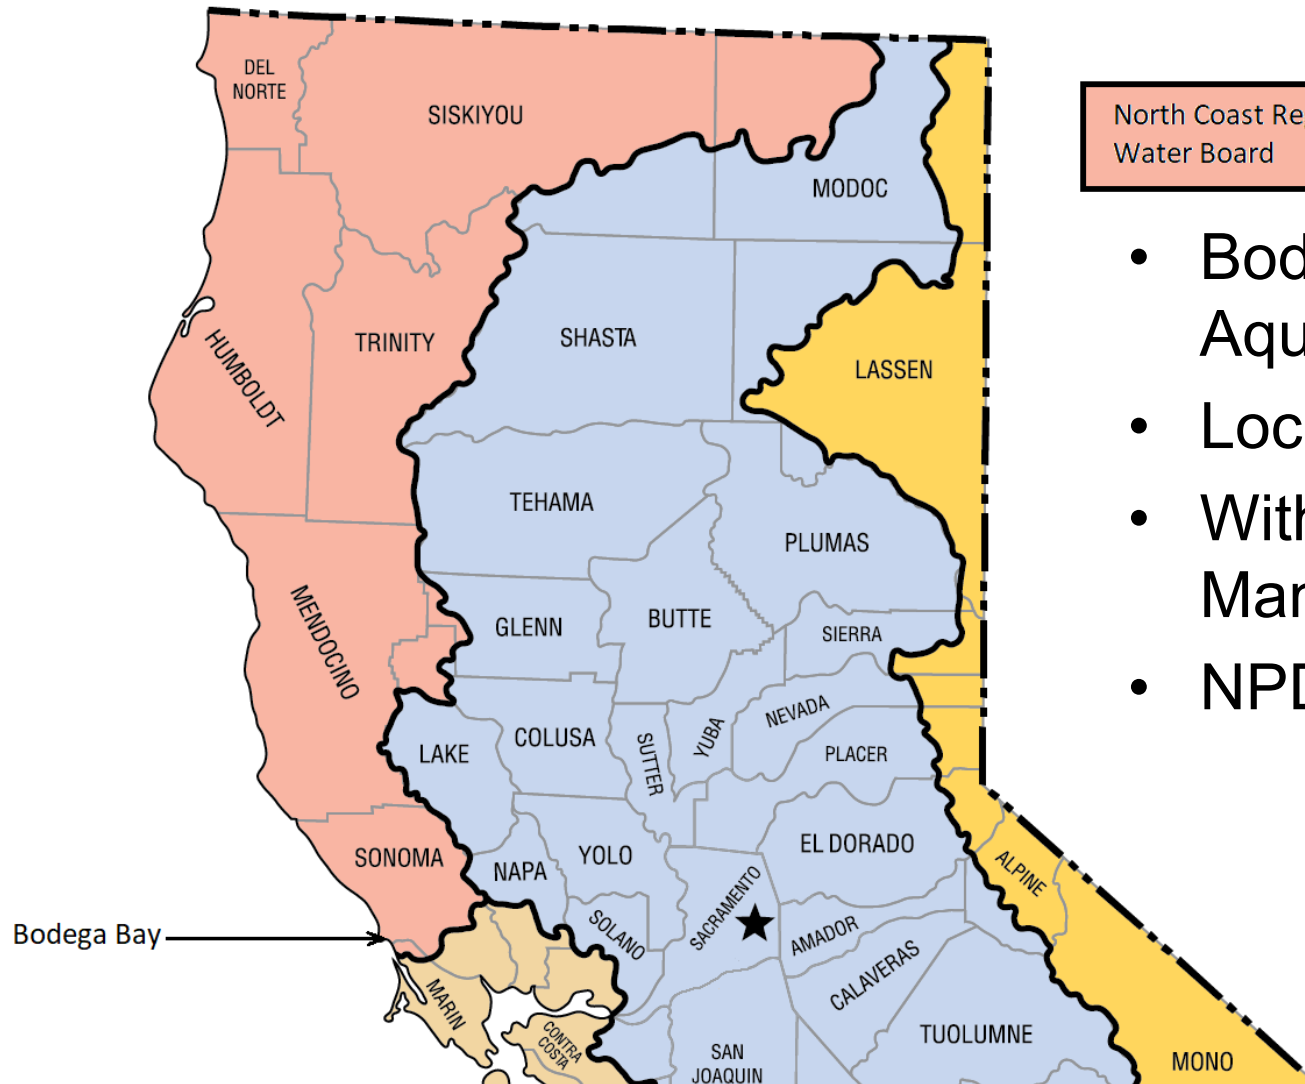 DEL
NORTE
SISKIYOU
MODOC
HUMBOLDT
TRINITY
SHASTA
LASSEN
TEHAMA
PLUMAS
MENDOCINO
GLENN
BUTTE
SIERRA
LAKE
COLUSA
SUTTER
YUBA
NEVADA
PLACER
SONOMA
NAPA
YOLO
EL DORADO
SACRAMENTO
ALPINE
Bodega Bay
SOLANO
AMADOR
CALAVERAS
MARIN
CONTRA
COSTA
SAN
JOAQUIN
TUOLUMNE
MONO
North Coast Re
Water Board
• Bod
Aqu
• Loc
• With
Mar
• NPD